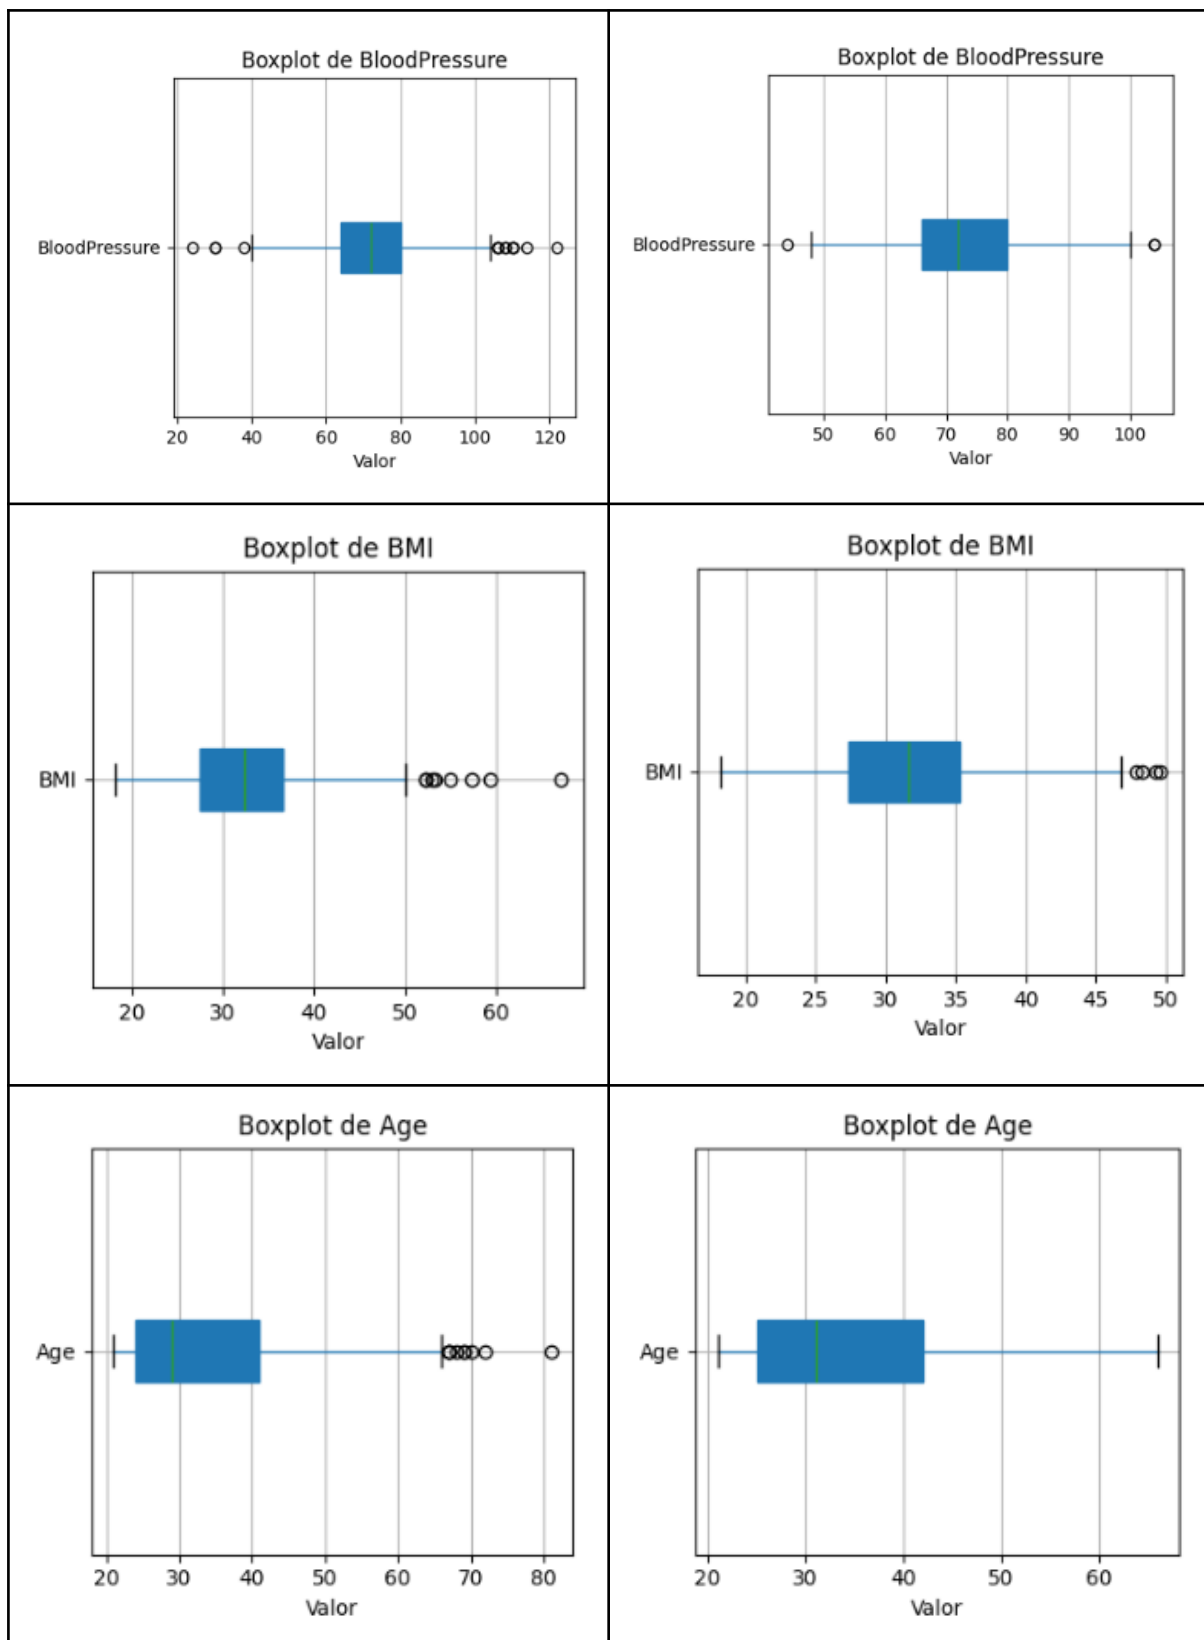 Boxplot de BloodPressure
BloodPressure
20 40 60 80 100 120
Valor
Boxplot de BloodPressure
BloodPressure
50 60 70 80 90 100
Valor
Boxplot de BMI
BMI
20 30 40 50 60
Valor
Boxplot de BMI
BMI
20 25 30 35 40 45 50
Valor
Boxplot de Age
Age
20 30 40 50 60 70 80
Valor
Boxplot de Age
Age
20 30 40 50 60
Valor